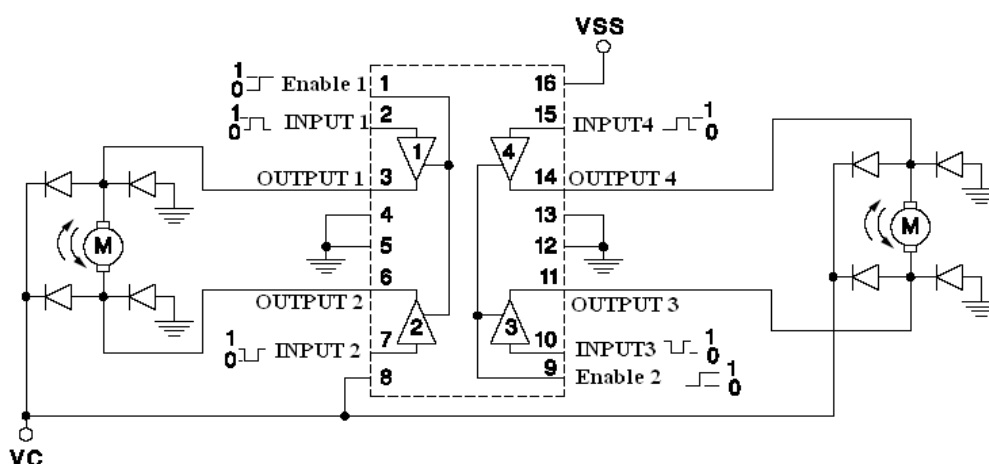 VSS
1 0 Enable 1 1
16
1 0 INPUT 1 2
15 INPUT4 1 0
1
4
OUTPUT 1 3
14 OUTPUT 4
4
13
M
M
5
12
6
11
OUTPUT 2
OUTPUT 3
2
3
1 0 INPUT 2 7
10 INPUT3 1 0
8
9 Enable 2 1 0
VC